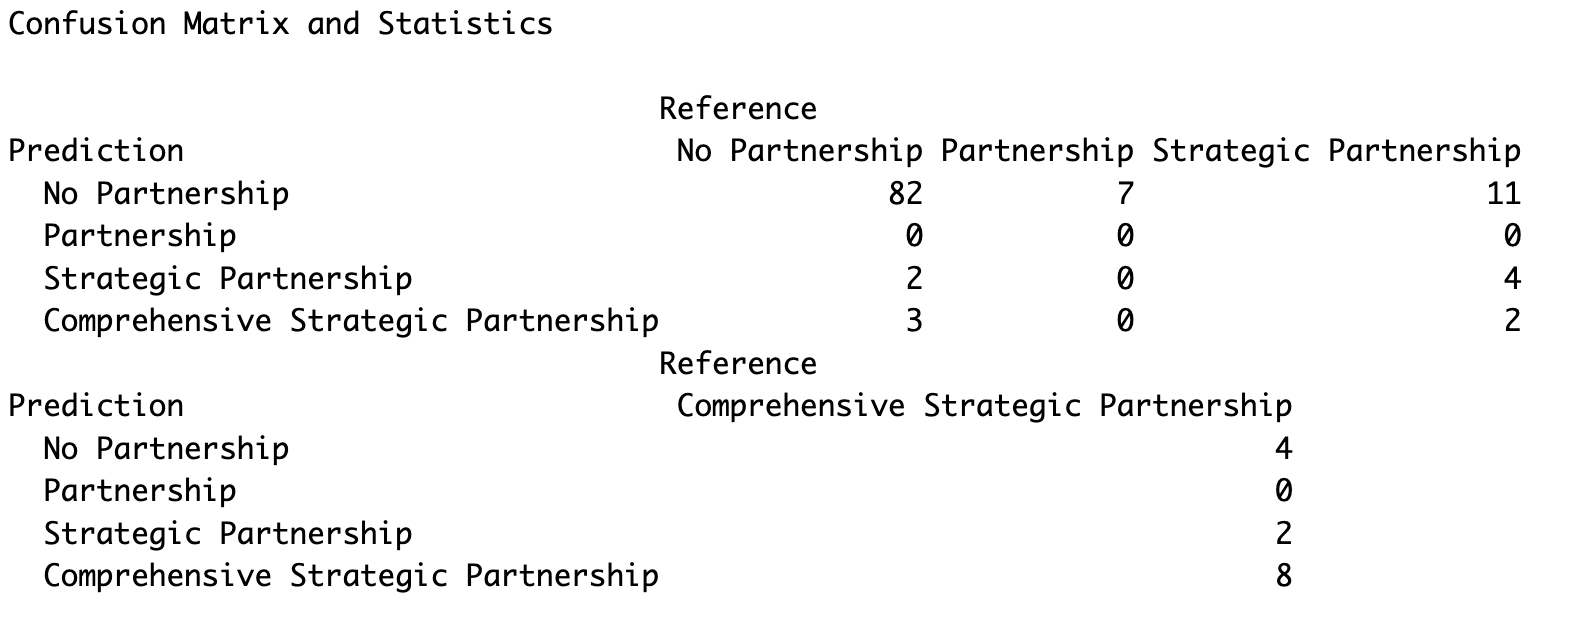 Confusion Matrix and Statistics
Reference
Prediction No Partnership Partnership Strategic Partnership
No Partnership 82 7 11
Partnership 0 0 0
Strategic Partnership 2 0 4
Comprehensive Strategic Partnership 3 0 2
Reference
Prediction Comprehensive Strategic Partnership
No Partnership 4
Partnership 0
Strategic Partnership 2
Comprehensive Strategic Partnership 8